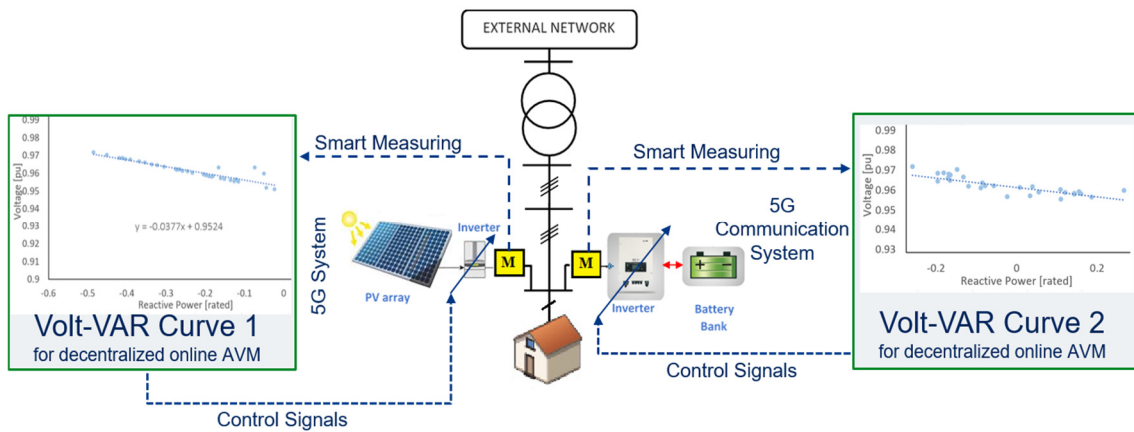 EXTERNAL NETWORK
0.99
0.98
0.97
0.96
0.95
0.94
0.93
0.92
0.91
0.9
Voltage [pu]
y = -0.0377x + 0.9524
-0.6
-0.5
-0.4
-0.3
-0.2
-0.1
0
Reactive Power [rated]
Volt-VAR Curve 1
for decentralized online AVM
Smart Measuring
5G System
PV array
Inverter
M
Control Signals
Smart Measuring
M
5G
Communication
System
Inverter
Battery
Bank
Control Signals
0.99
0.98
0.97
0.96
0.95
0.94
0.93
Voltage [pu]
-0.2
-0.1
0
0.1
0.2
Reactive Power [rated]
Volt-VAR Curve 2
for decentralized online AVM